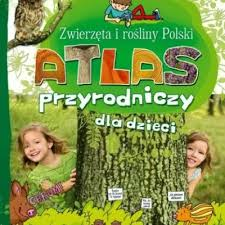 Zwierzęta i rośliny Polski
ATLAS
przyrodniczy
dla dzieci